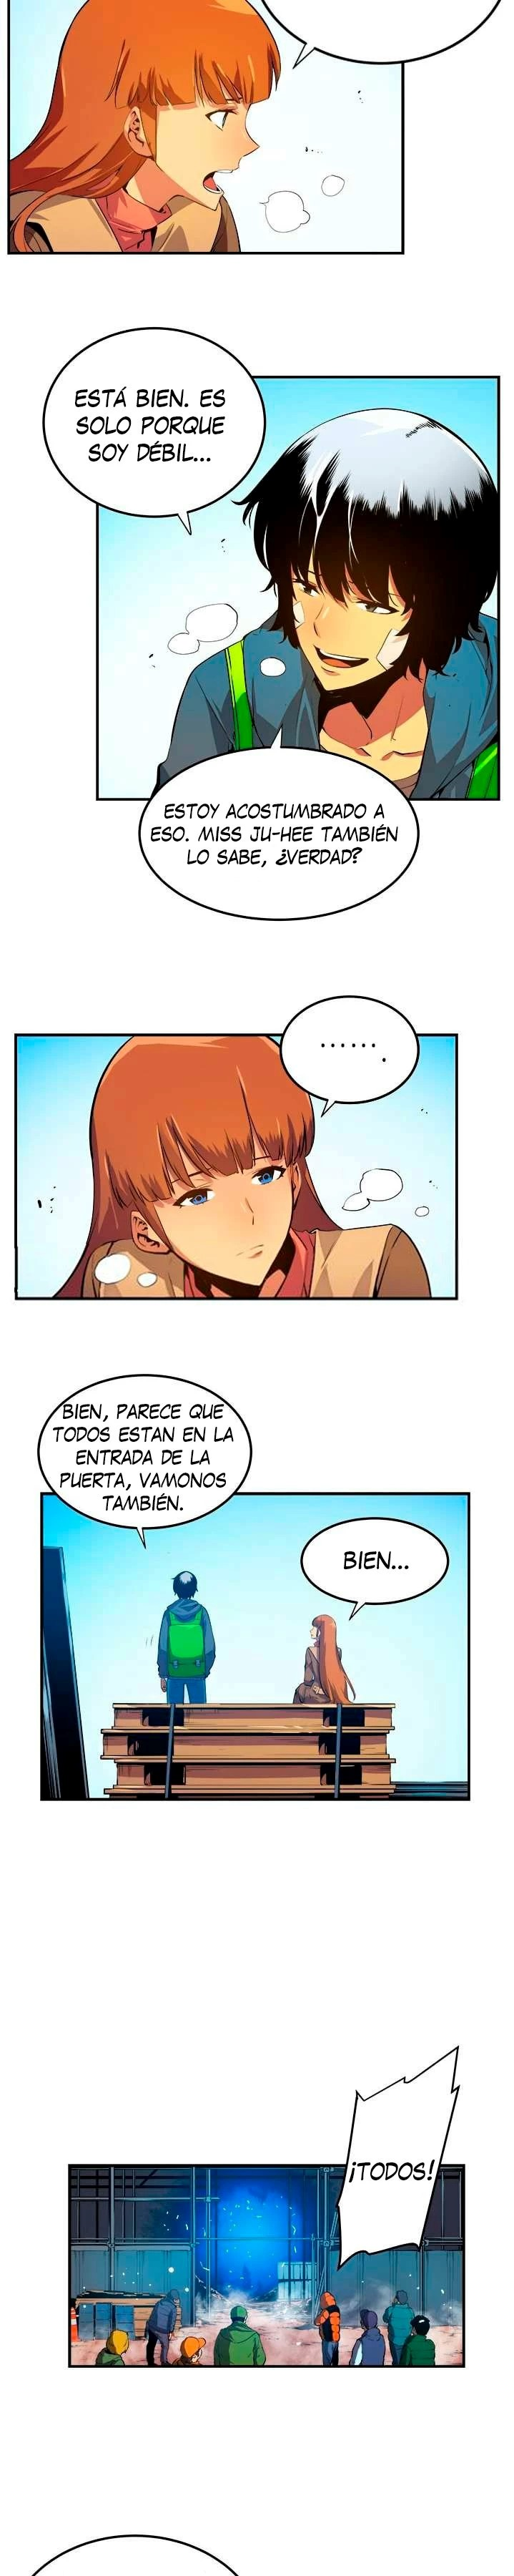 ESTÁ BIEN. ES
SOLO PORQUE
SOY DÉBIL...
ESTOY ACOSTUMBRADO A
ESO. MISS JU-HEE TAMBIÉN
LO SABE, ¿VERDAD?
.......
BIEN, PARECE QUE
TODOS ESTAN EN LA
ENTRADA DE LA
PUERTA, VAMONOS
TAMBIÉN.
BIEN...
¡TODOS!